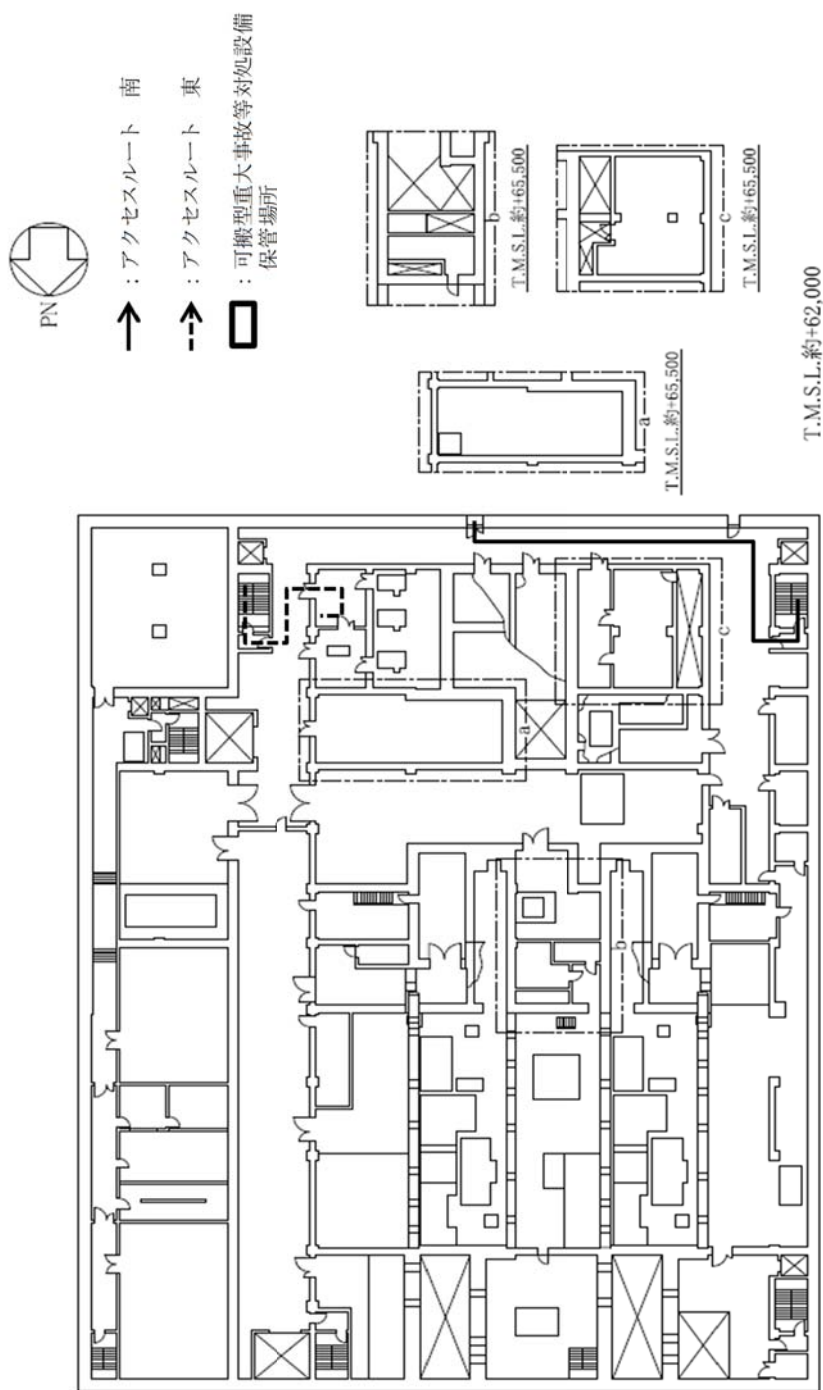 PN
：アクセスルート　南
：アクセスルート　東
：可搬型重大事故等対処設備
保管場所
b
T.M.S.L.約+65,500
c
T.M.S.L.約+65,500
a
T.M.S.L.約+65,500
T.M.S.L.約+62,000
a
b
c